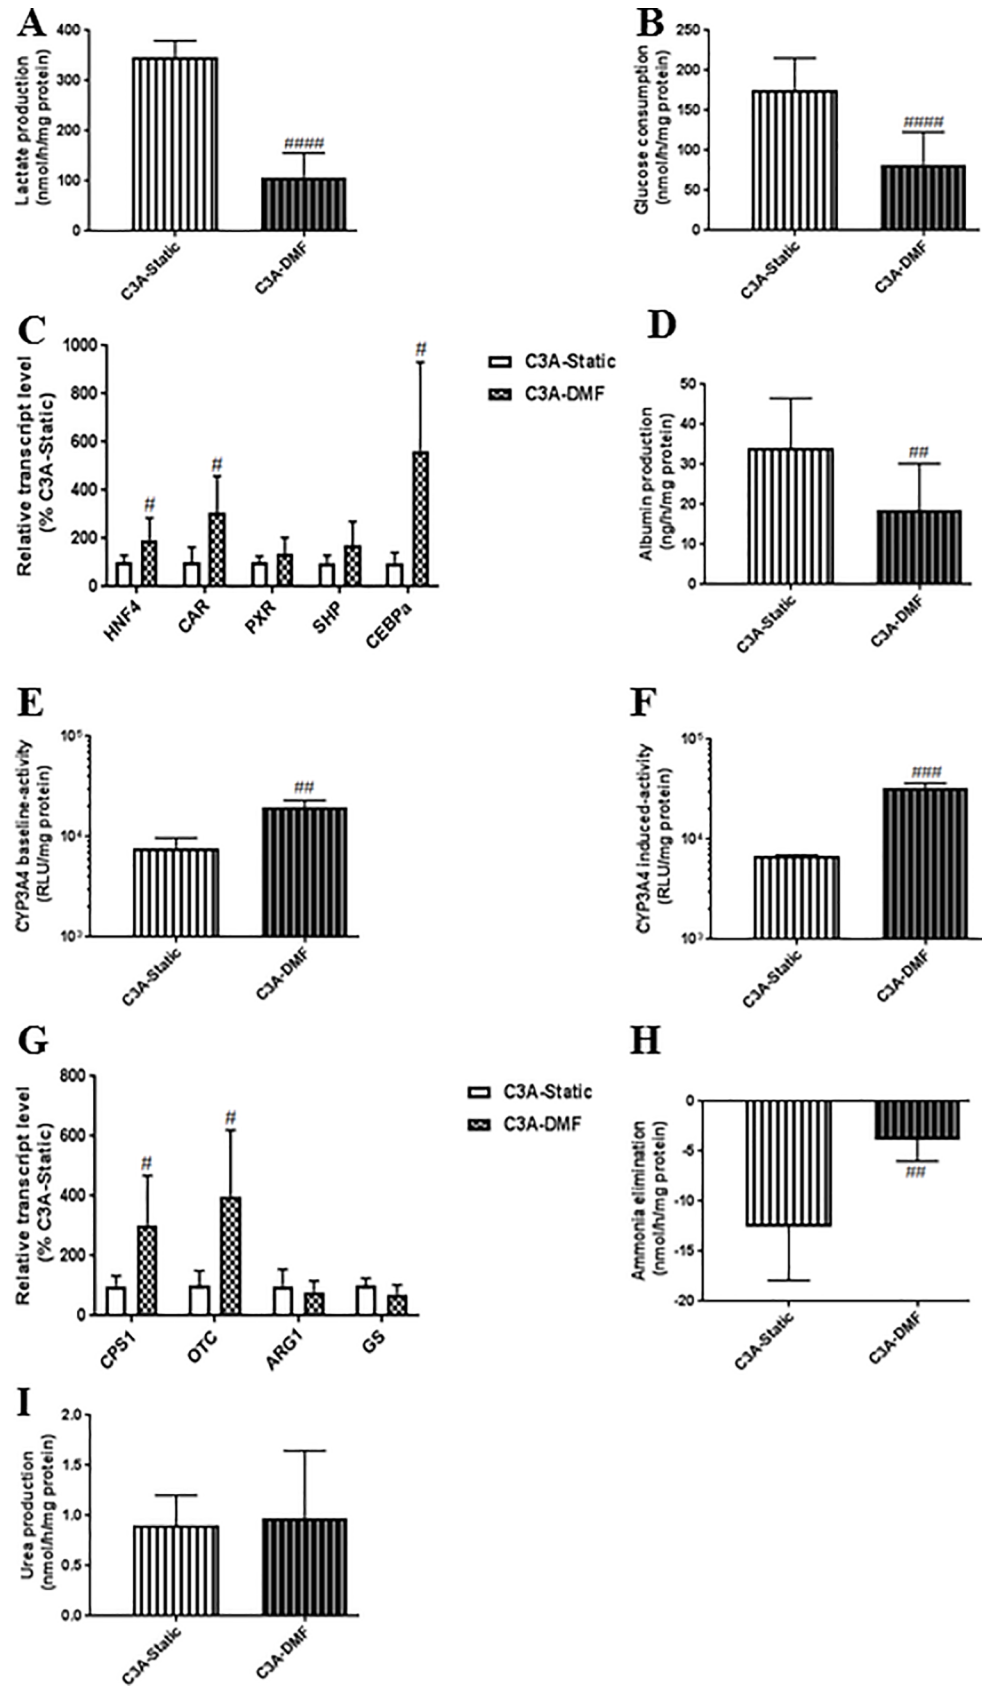 A
Lactate production
(nmol/h/mg protein)
400
300
200
100
0
####
C3A-Static
C3A-DMF
B
Glucose consumption
(nmol/h/mg protein)
250
200
150
100
50
0
####
C3A-Static
C3A-DMF
C
Relative transcript level
(% C3A-Static)
1000
800
600
400
200
0
#
#
#
HNF4
CAR
PXR
SHP
CEBPa
C3A-Static
C3A-DMF
D
Albumin production
(ng/h/mg protein)
50
40
30
20
10
0
##
C3A-Static
C3A-DMF
E
CYP3A4 baseline-activity
(RLU/mg protein)
10⁵
10⁴
10³
##
C3A-Static
C3A-DMF
F
CYP3A4 induced-activity
(RLU/mg protein)
10⁵
10⁴
10³
###
C3A-Static
C3A-DMF
G
Relative transcript level
(% C3A-Static)
800
600
400
200
0
#
#
CPS1
OTC
ARG1
GS
C3A-Static
C3A-DMF
H
Ammonia elimination
(nmol/h/mg protein)
0
-5
-10
-15
-20
##
C3A-Static
C3A-DMF
I
Urea production
(nmol/h/mg protein)
2.0
1.5
1.0
0.5
0.0
C3A-Static
C3A-DMF